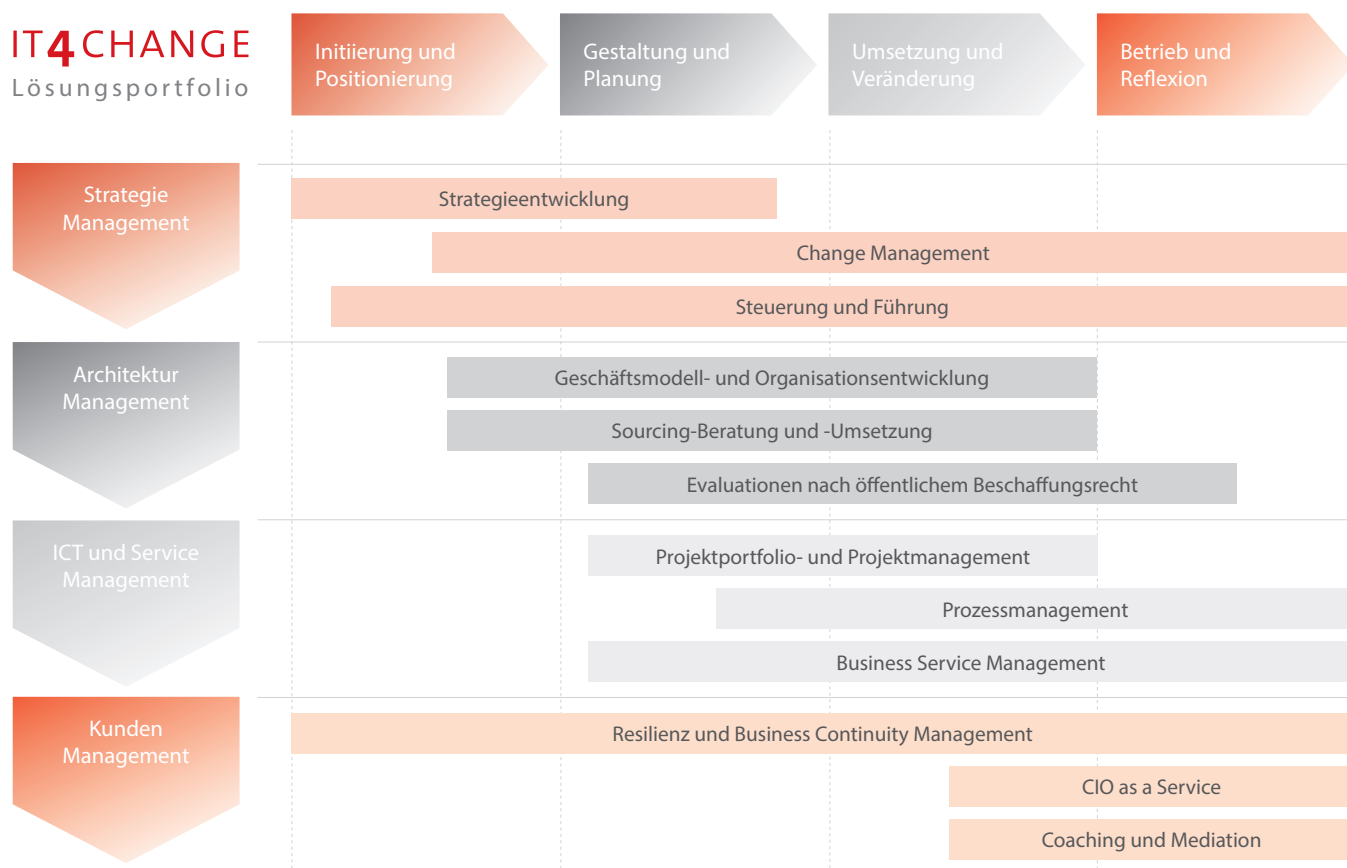 IT4CHANGE
Lösungsportfolio
Initiierung und
Positionierung
Gestaltung und
Planung
Umsetzung und
Veränderung
Betrieb und
Reflexion
Strategie
Management
Strategieentwicklung
Change Management
Steuerung und Führung
Architektur
Management
Geschäftsmodell- und Organisationsentwicklung
Sourcing-Beratung und -Umsetzung
Evaluationen nach öffentlichem Beschaffungsrecht
ICT und Service
Management
Projektportfolio- und Projektmanagement
Prozessmanagement
Business Service Management
Kunden
Management
Resilienz und Business Continuity Management
CIO as a Service
Coaching und Mediation